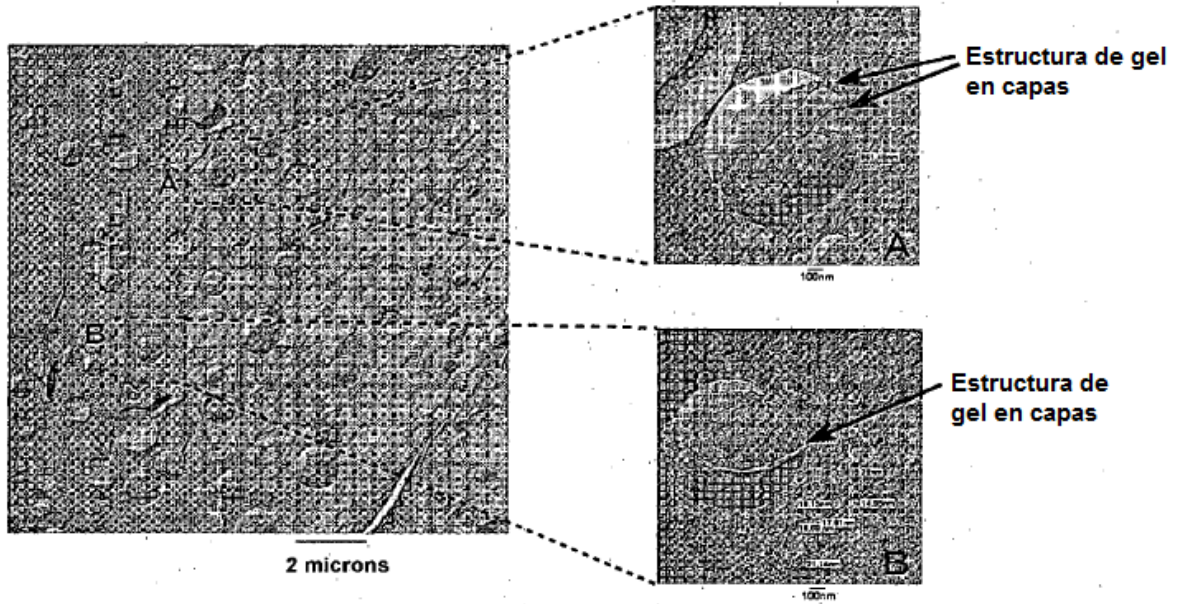 Estructura de gel
en capas
A
A
100nm
B
Estructura de
gel en capas
B
2 microns
100nm